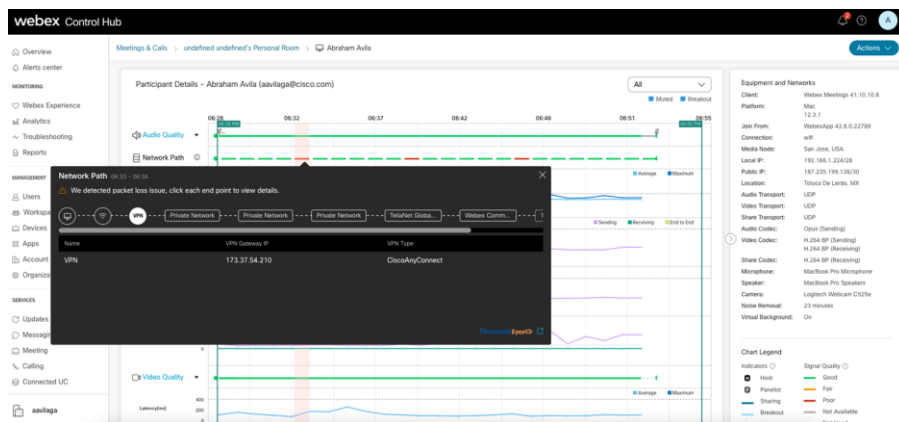 webex Control Hub
A
Overview
Alerts center
MONITORING
Webex Experience
Analytics
Troubleshooting
Reports
MANAGEMENT
Users
Workspa
Devices
Apps
Account
Organiza
SERVICES
Updates
Messagin
Meeting
Calling
Connected UC
aavilaga
Meetings & Calls > undefined undefined's Personal Room > Abraham Avila
Actions
Participant Details - Abraham Avila (aavilaga@cisco.com)
All
Muted Breakout
06:28 06:32 06:37 06:42 06:46 06:51 06:55
Audio Quality
Network Path
Average Maximum
Sending Receiving End to End
Network Path 06:33 - 06:34
We detected packet loss issue, click each end point to view details.
VPN Private Network Private Network Private Network TelaNet Globa... Webex Comm...
Name VPN Gateway IP VPN Type
VPN 173.37.54.210 CiscoAnyConnect
ThousandEyes
0
Video Quality
Average Maximum
400
Latency(ms) 200
0
Equipment and Networks
Client: Webex Meetings 41.10.10.8
Platform: Mac
12.3.1
Join From: WebexApp 42.8.0.22789
Connection: wifi
Media Node: San Jose, USA
Local IP: 192.168.1.224/28
Public IP: 187.235.199.136/30
Location: Toluca De Lerdo, MX
Audio Transport: UDP
Video Transport: UDP
Share Transport: UDP
Audio Codec: Opus (Sending)
Video Codec: H.264 BP (Sending)
H.264 BP (Receiving)
Share Codec: H.264 BP (Receiving)
Microphone: MacBook Pro Microphone
Speaker: MacBook Pro Speakers
Camera: Logitech Webcam C925e
Noise Removal: 23 minutes
Virtual Background: On
Chart Legend
Indicators Signal Quality
Host Good
Panelist Fair
Sharing Poor
Breakout Not Available